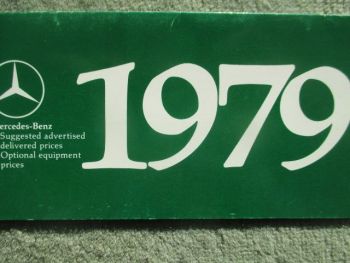 ercedes-Benz
Suggested advertised
delivered prices
Optional equipment
prices
1979